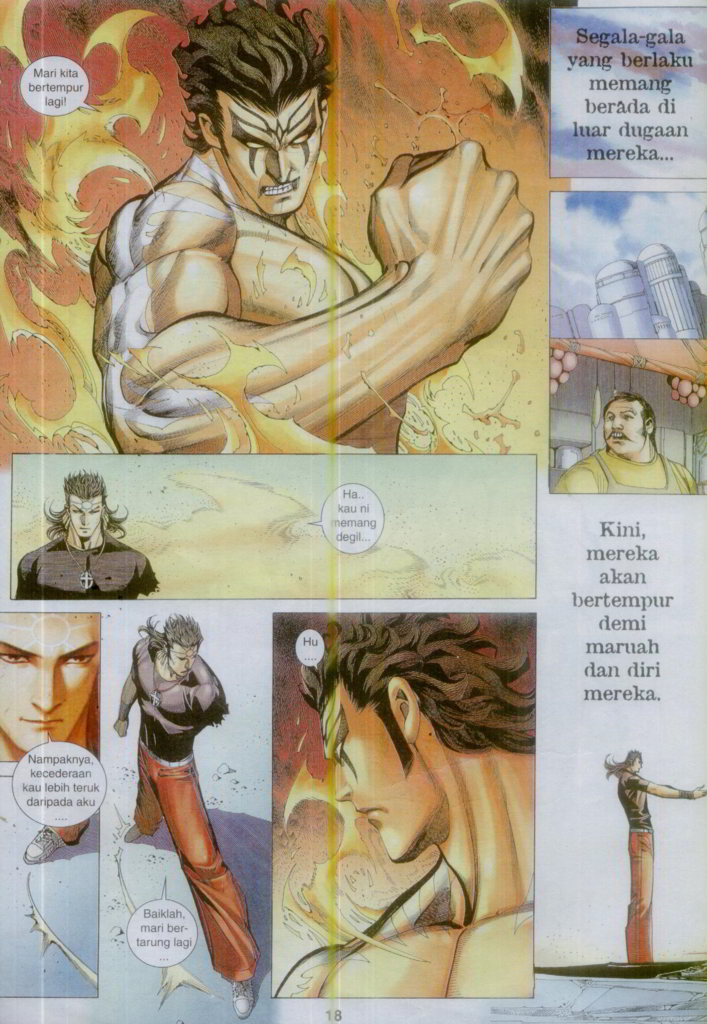 Mari kita
bertempur
lagi!
Segala-gala
yang berlaku
memang
berada di
luar dugaan
mereka...
Ha..
kau ni
memang
degil...
Kini,
mereka
akan
bertempur
demi
maruah
dan diri
mereka.
Nampaknya,
kecederaan
kau lebih teruk
daripada aku
....
Baiklah,
mari ber-
tarung lagi
...
Hu
....
18